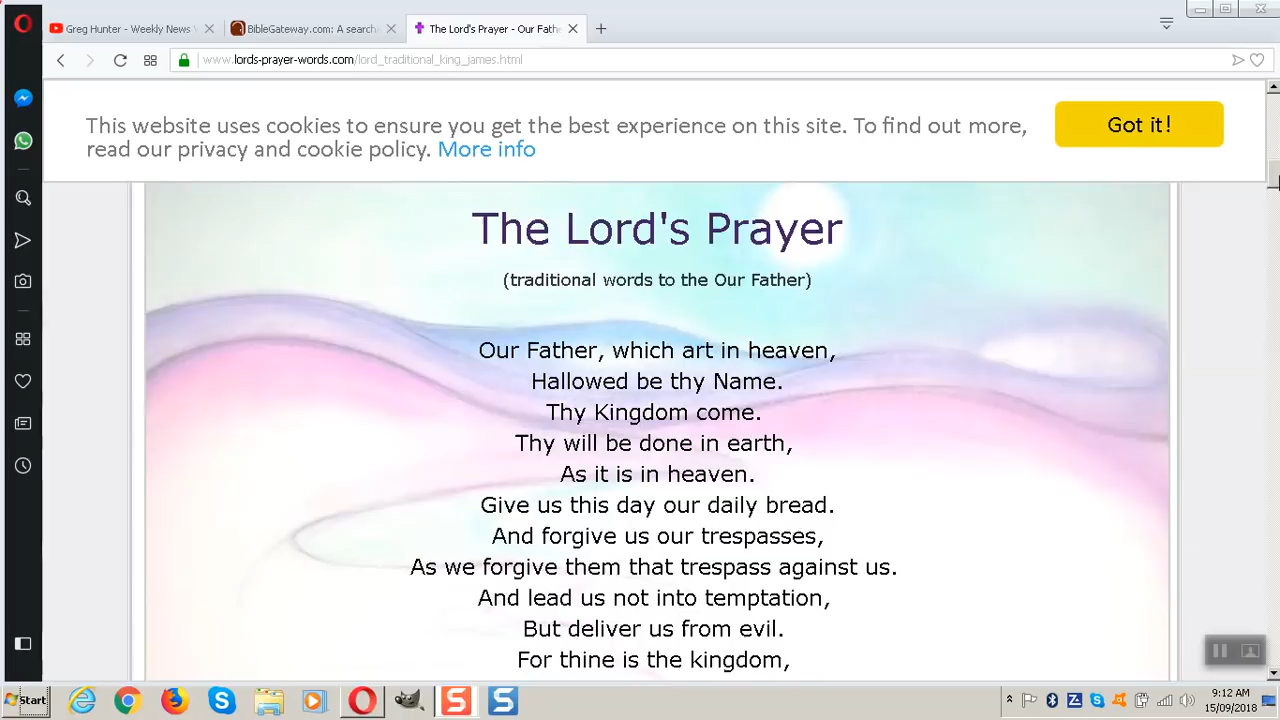 Greg Hunter - Weekly News
BibleGateway.com: A search
The Lord's Prayer - Our Fath
www.lords-prayer-words.com/lord_traditional_king_james.html
This website uses cookies to ensure you get the best experience on this site. To find out more,
read our privacy and cookie policy. More info
Got it!
The Lord's Prayer
(traditional words to the Our Father)
Our Father, which art in heaven,
Hallowed be thy Name.
Thy Kingdom come.
Thy will be done in earth,
As it is in heaven.
Give us this day our daily bread.
And forgive us our trespasses,
As we forgive them that trespass against us.
And lead us not into temptation,
But deliver us from evil.
For thine is the kingdom,
Start
9:12 AM
15/09/2018